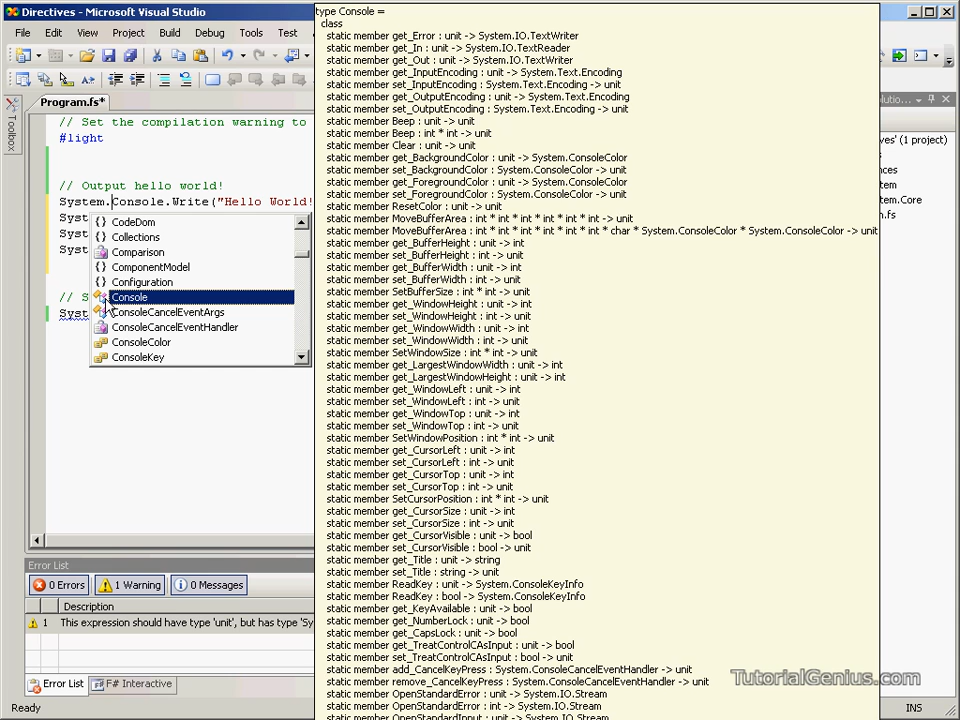 Directives - Microsoft Visual Studio
File Edit View Project Build Debug Tools Test
Toolbox
Program.fs*
// Set the compilation warning to
#light
// Output hello world!
System.Console.Write("Hello World!
Syst
Syst
Syst
// S
Syst
CodeDom
Collections
Comparison
ComponentModel
Configuration
Console
ConsoleCancelEventArgs
ConsoleCancelEventHandler
ConsoleColor
ConsoleKey
type Console =
class
static member get_Error : unit -> System.IO.TextWriter
static member get_In : unit -> System.IO.TextReader
static member get_Out : unit -> System.IO.TextWriter
static member get_InputEncoding : unit -> System.Text.Encoding
static member set_InputEncoding : System.Text.Encoding -> unit
static member get_OutputEncoding : unit -> System.Text.Encoding
static member set_OutputEncoding : System.Text.Encoding -> unit
static member Beep : unit -> unit
static member Beep : int * int -> unit
static member Clear : unit -> unit
static member get_BackgroundColor : unit -> System.ConsoleColor
static member set_BackgroundColor : System.ConsoleColor -> unit
static member get_ForegroundColor : unit -> System.ConsoleColor
static member set_ForegroundColor : System.ConsoleColor -> unit
static member ResetColor : unit -> unit
static member MoveBufferArea : int * int * int * int * int * int -> unit
static member MoveBufferArea : int * int * int * int * int * int * char * System.ConsoleColor * System.ConsoleColor -> unit
static member get_BufferHeight : unit -> int
static member set_BufferHeight : int -> unit
static member get_BufferWidth : unit -> int
static member set_BufferWidth : int -> unit
static member SetBufferSize : int * int -> unit
static member get_WindowHeight : unit -> int
static member set_WindowHeight : int -> unit
static member get_WindowWidth : unit -> int
static member set_WindowWidth : int -> unit
static member SetWindowSize : int * int -> unit
static member get_LargestWindowWidth : unit -> int
static member get_LargestWindowHeight : unit -> int
static member get_WindowLeft : unit -> int
static member set_WindowLeft : int -> unit
static member get_WindowTop : unit -> int
static member set_WindowTop : int -> unit
static member SetWindowPosition : int * int -> unit
static member get_CursorLeft : unit -> int
static member set_CursorLeft : int -> unit
static member get_CursorTop : unit -> int
static member set_CursorTop : int -> unit
static member SetCursorPosition : int * int -> unit
static member get_CursorSize : unit -> int
static member set_CursorSize : int -> unit
static member get_CursorVisible : unit -> bool
static member set_CursorVisible : bool -> unit
static member get_Title : unit -> string
static member set_Title : string -> unit
static member ReadKey : unit -> System.ConsoleKeyInfo
static member ReadKey : bool -> System.ConsoleKeyInfo
static member get_KeyAvailable : unit -> bool
static member get_NumberLock : unit -> bool
static member get_CapsLock : unit -> bool
static member get_TreatControlCAsInput : unit -> bool
static member set_TreatControlCAsInput : bool -> unit
static member add_CancelKeyPress : System.ConsoleCancelEventHandler -> unit
static member remove_CancelKeyPress : System.ConsoleCancelEventHandler -> unit
static member OpenStandardError : unit -> System.IO.Stream
static member OpenStandardError : int -> System.IO.Stream
static member OpenStandardInput : unit -> System.IO.Stream
olutio...
ves' (1 project)
s
nces
tem
tem.Core
n.fs
Error List
0 Errors 1 Warning 0 Messages
Description
1 This expression should have type 'unit', but has type 'Sy
Error List F# Interactive
TutorialGenius.com
Ready INS